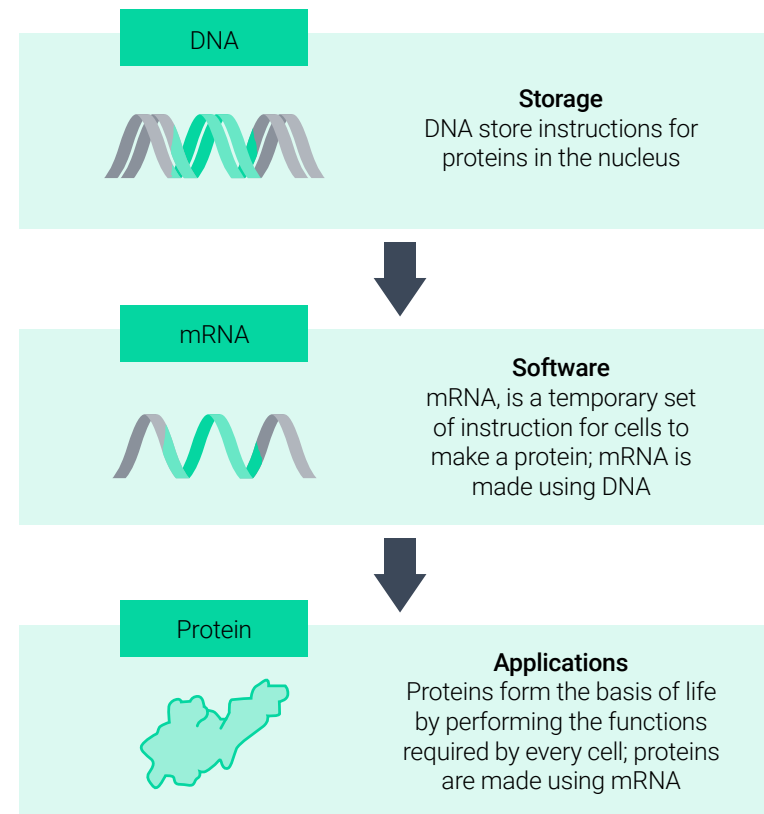 DNA
Storage
DNA store instructions for
proteins in the nucleus
mRNA
Software
mRNA, is a temporary set
of instruction for cells to
make a protein; mRNA is
made using DNA
Protein
Applications
Proteins form the basis of life
by performing the functions
required by every cell; proteins
are made using mRNA